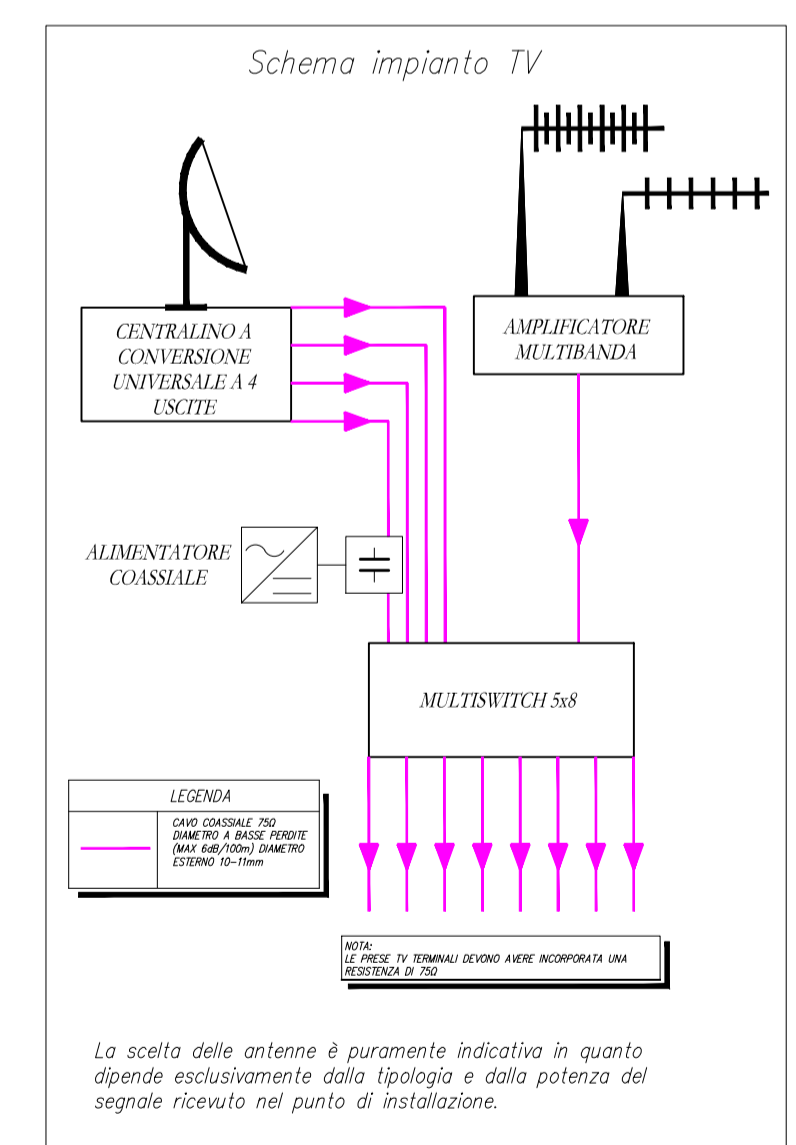 Schema impianto TV
CENTRALINO A
CONVERSIONE
UNIVERSALE A 4
USCITE
AMPLIFICATORE
MULTIBANDA
ALIMENTATORE
COASSIALE
MULTISWITCH 5x8
LEGENDA
CAVO COASSIALE 75Ω
DIAMETRO A BASSE PERDITE
(MAX 6dB/100m) DIAMETRO
ESTERNO 10-11mm
NOTA:
LE PRESE TV TERMINALI DEVONO AVERE INCORPORATA UNA
RESISTENZA DI 75Ω
La scelta delle antenne è puramente indicativa in quanto
dipende esclusivamente dalla tipologia e dalla potenza del
segnale ricevuto nel punto di installazione.